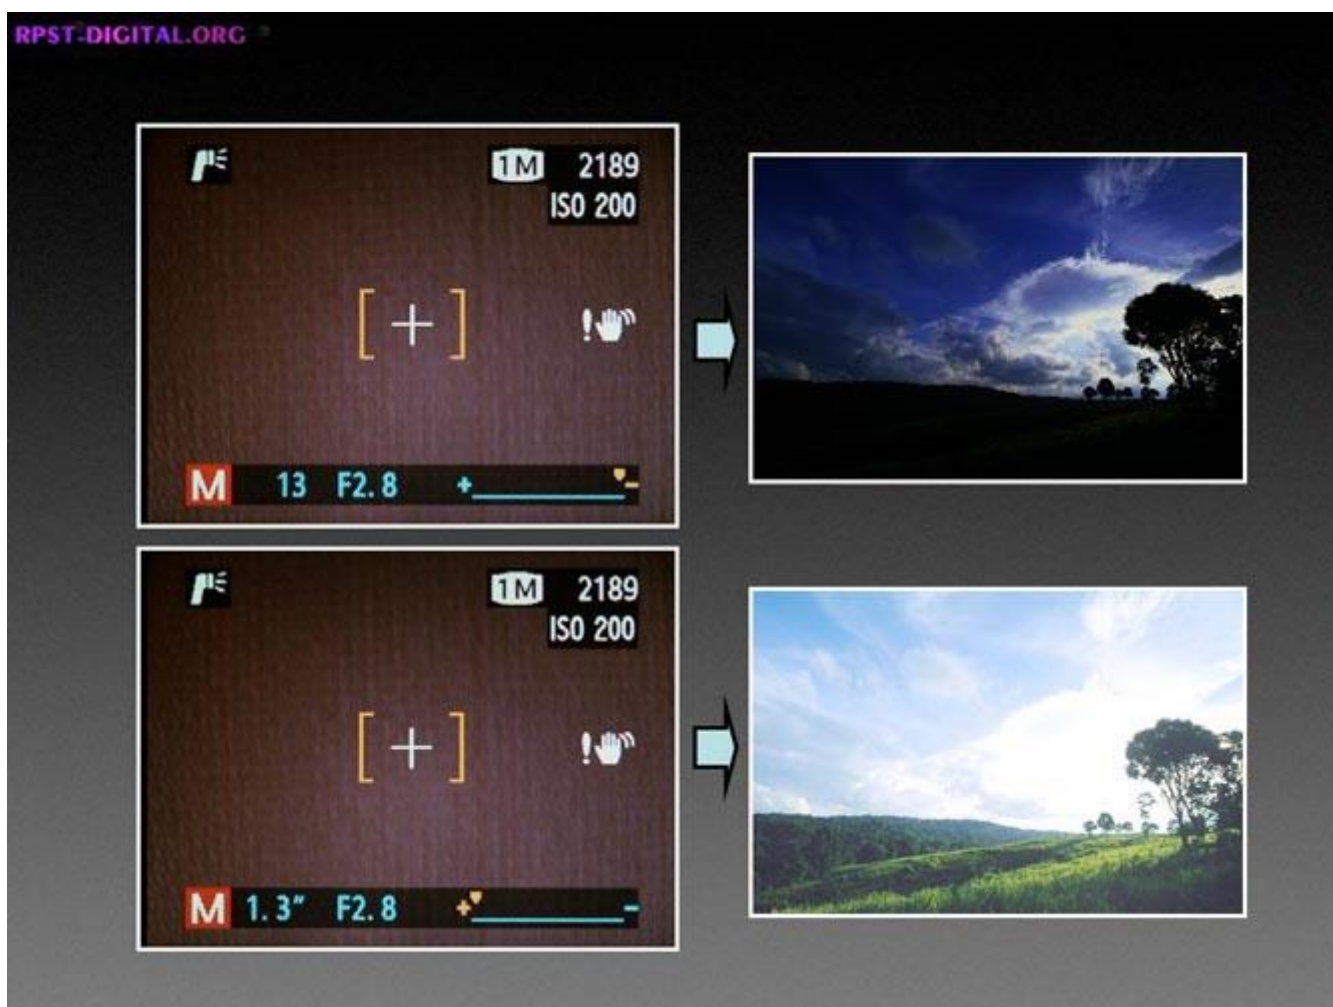 RPST-DIGITAL.ORG
1M 2189
ISO 200
M 13 F2.8 + -
1M 2189
ISO 200
M 1.3" F2.8 + -